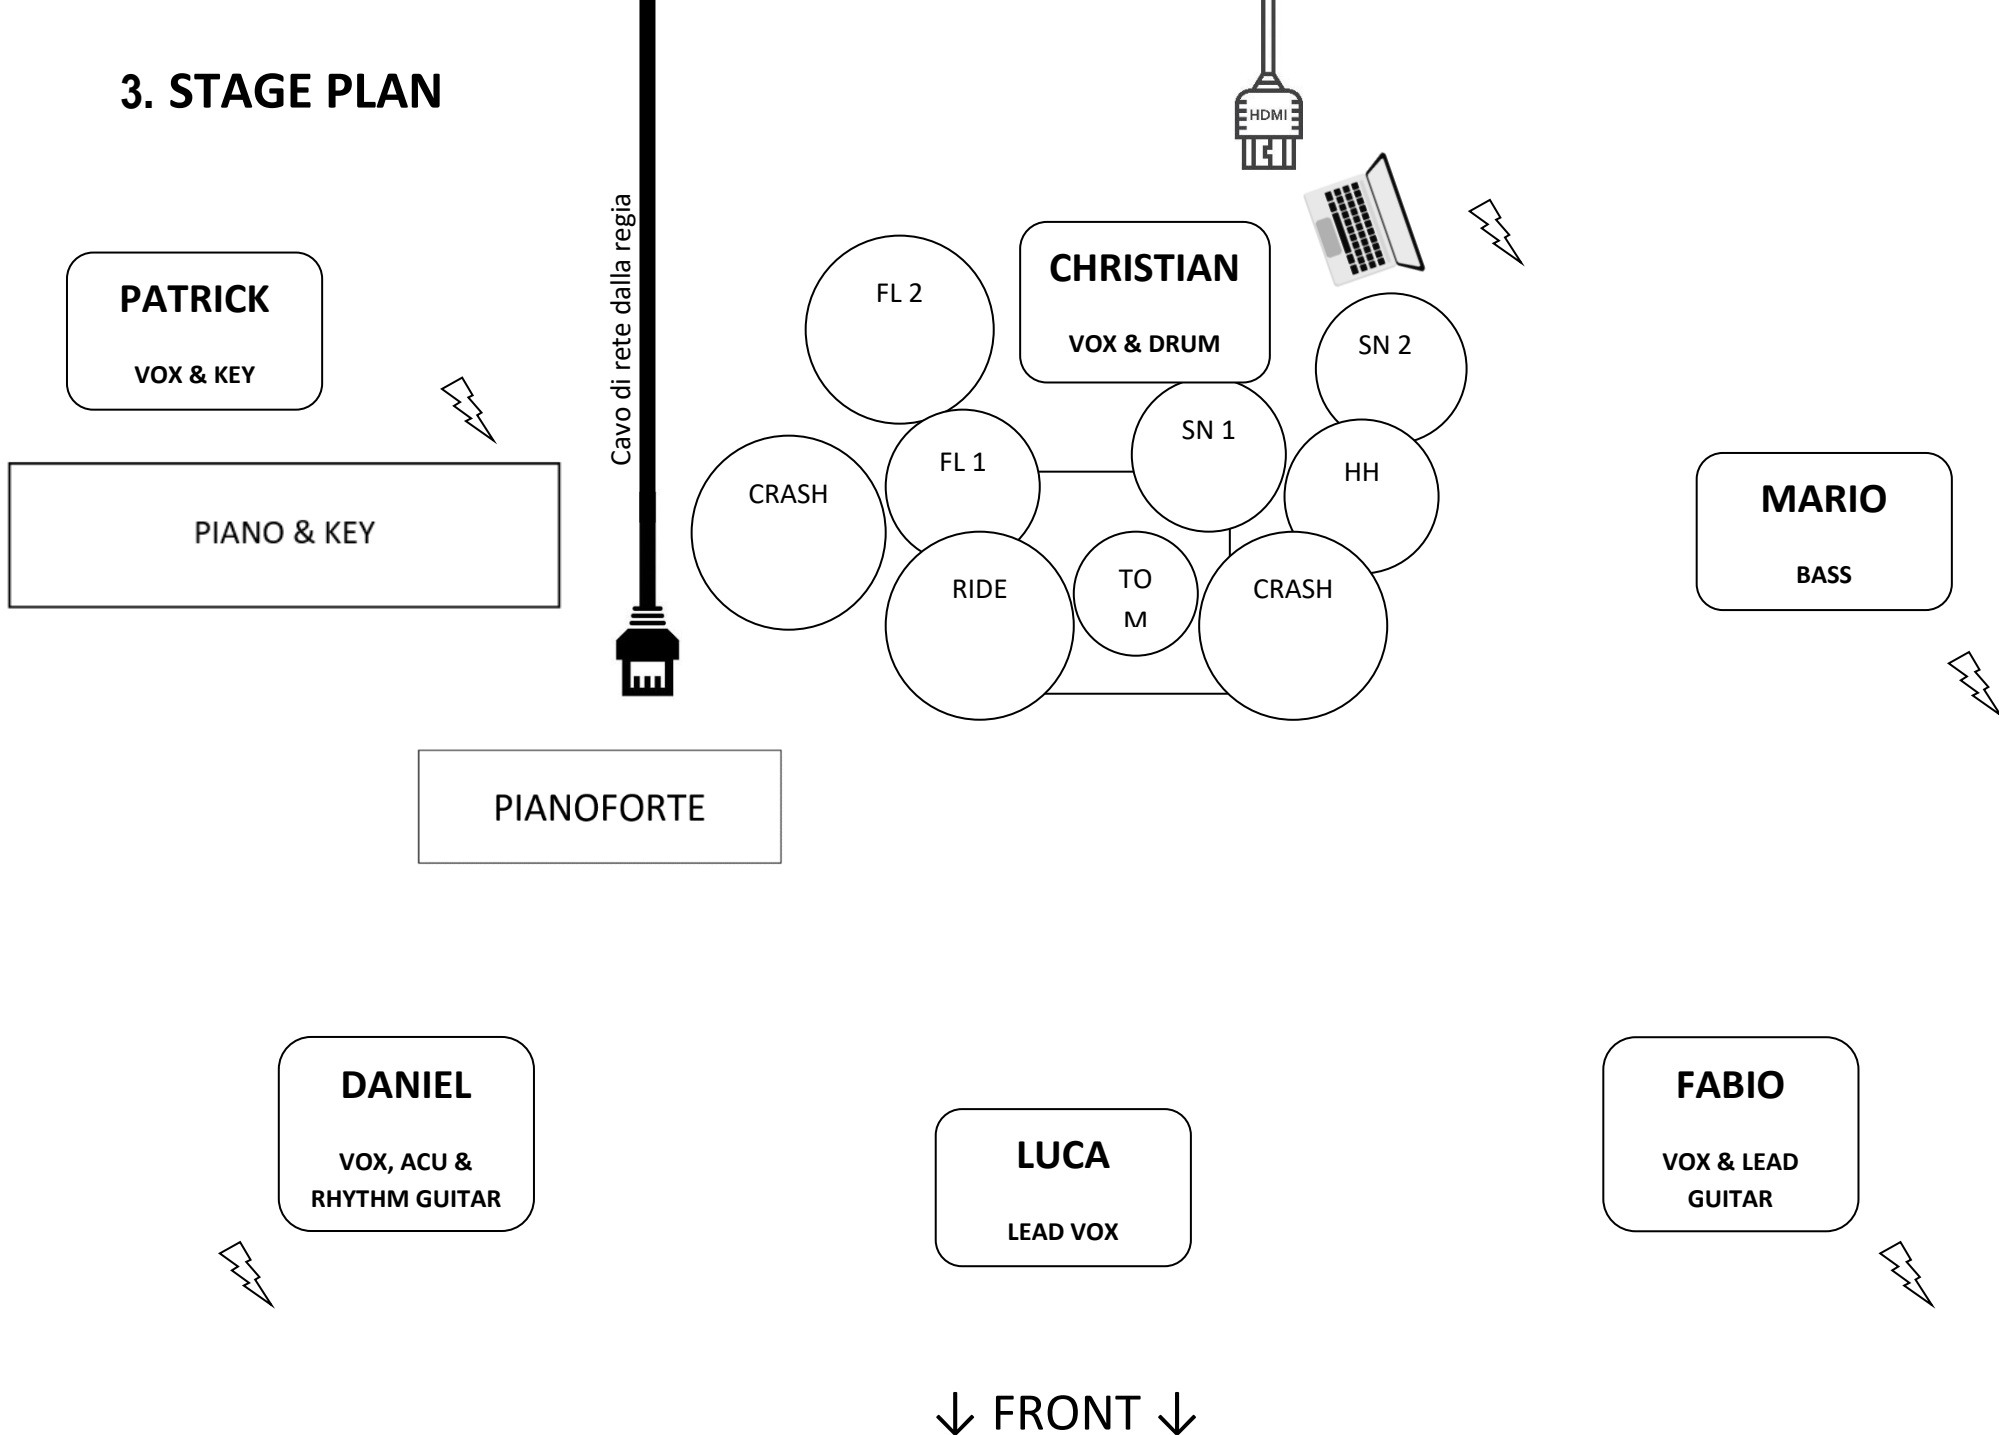 3. STAGE PLAN
HDMI
Cavo di rete dalla regia
PATRICK
VOX & KEY
PIANO & KEY
CHRISTIAN
VOX & DRUM
FL 2
SN 2
SN 1
FL 1
HH
CRASH
RIDE
TO
M
CRASH
MARIO
BASS
PIANOFORTE
DANIEL
VOX, ACU &
RHYTHM GUITAR
LUCA
LEAD VOX
FABIO
VOX & LEAD
GUITAR
↓ FRONT ↓